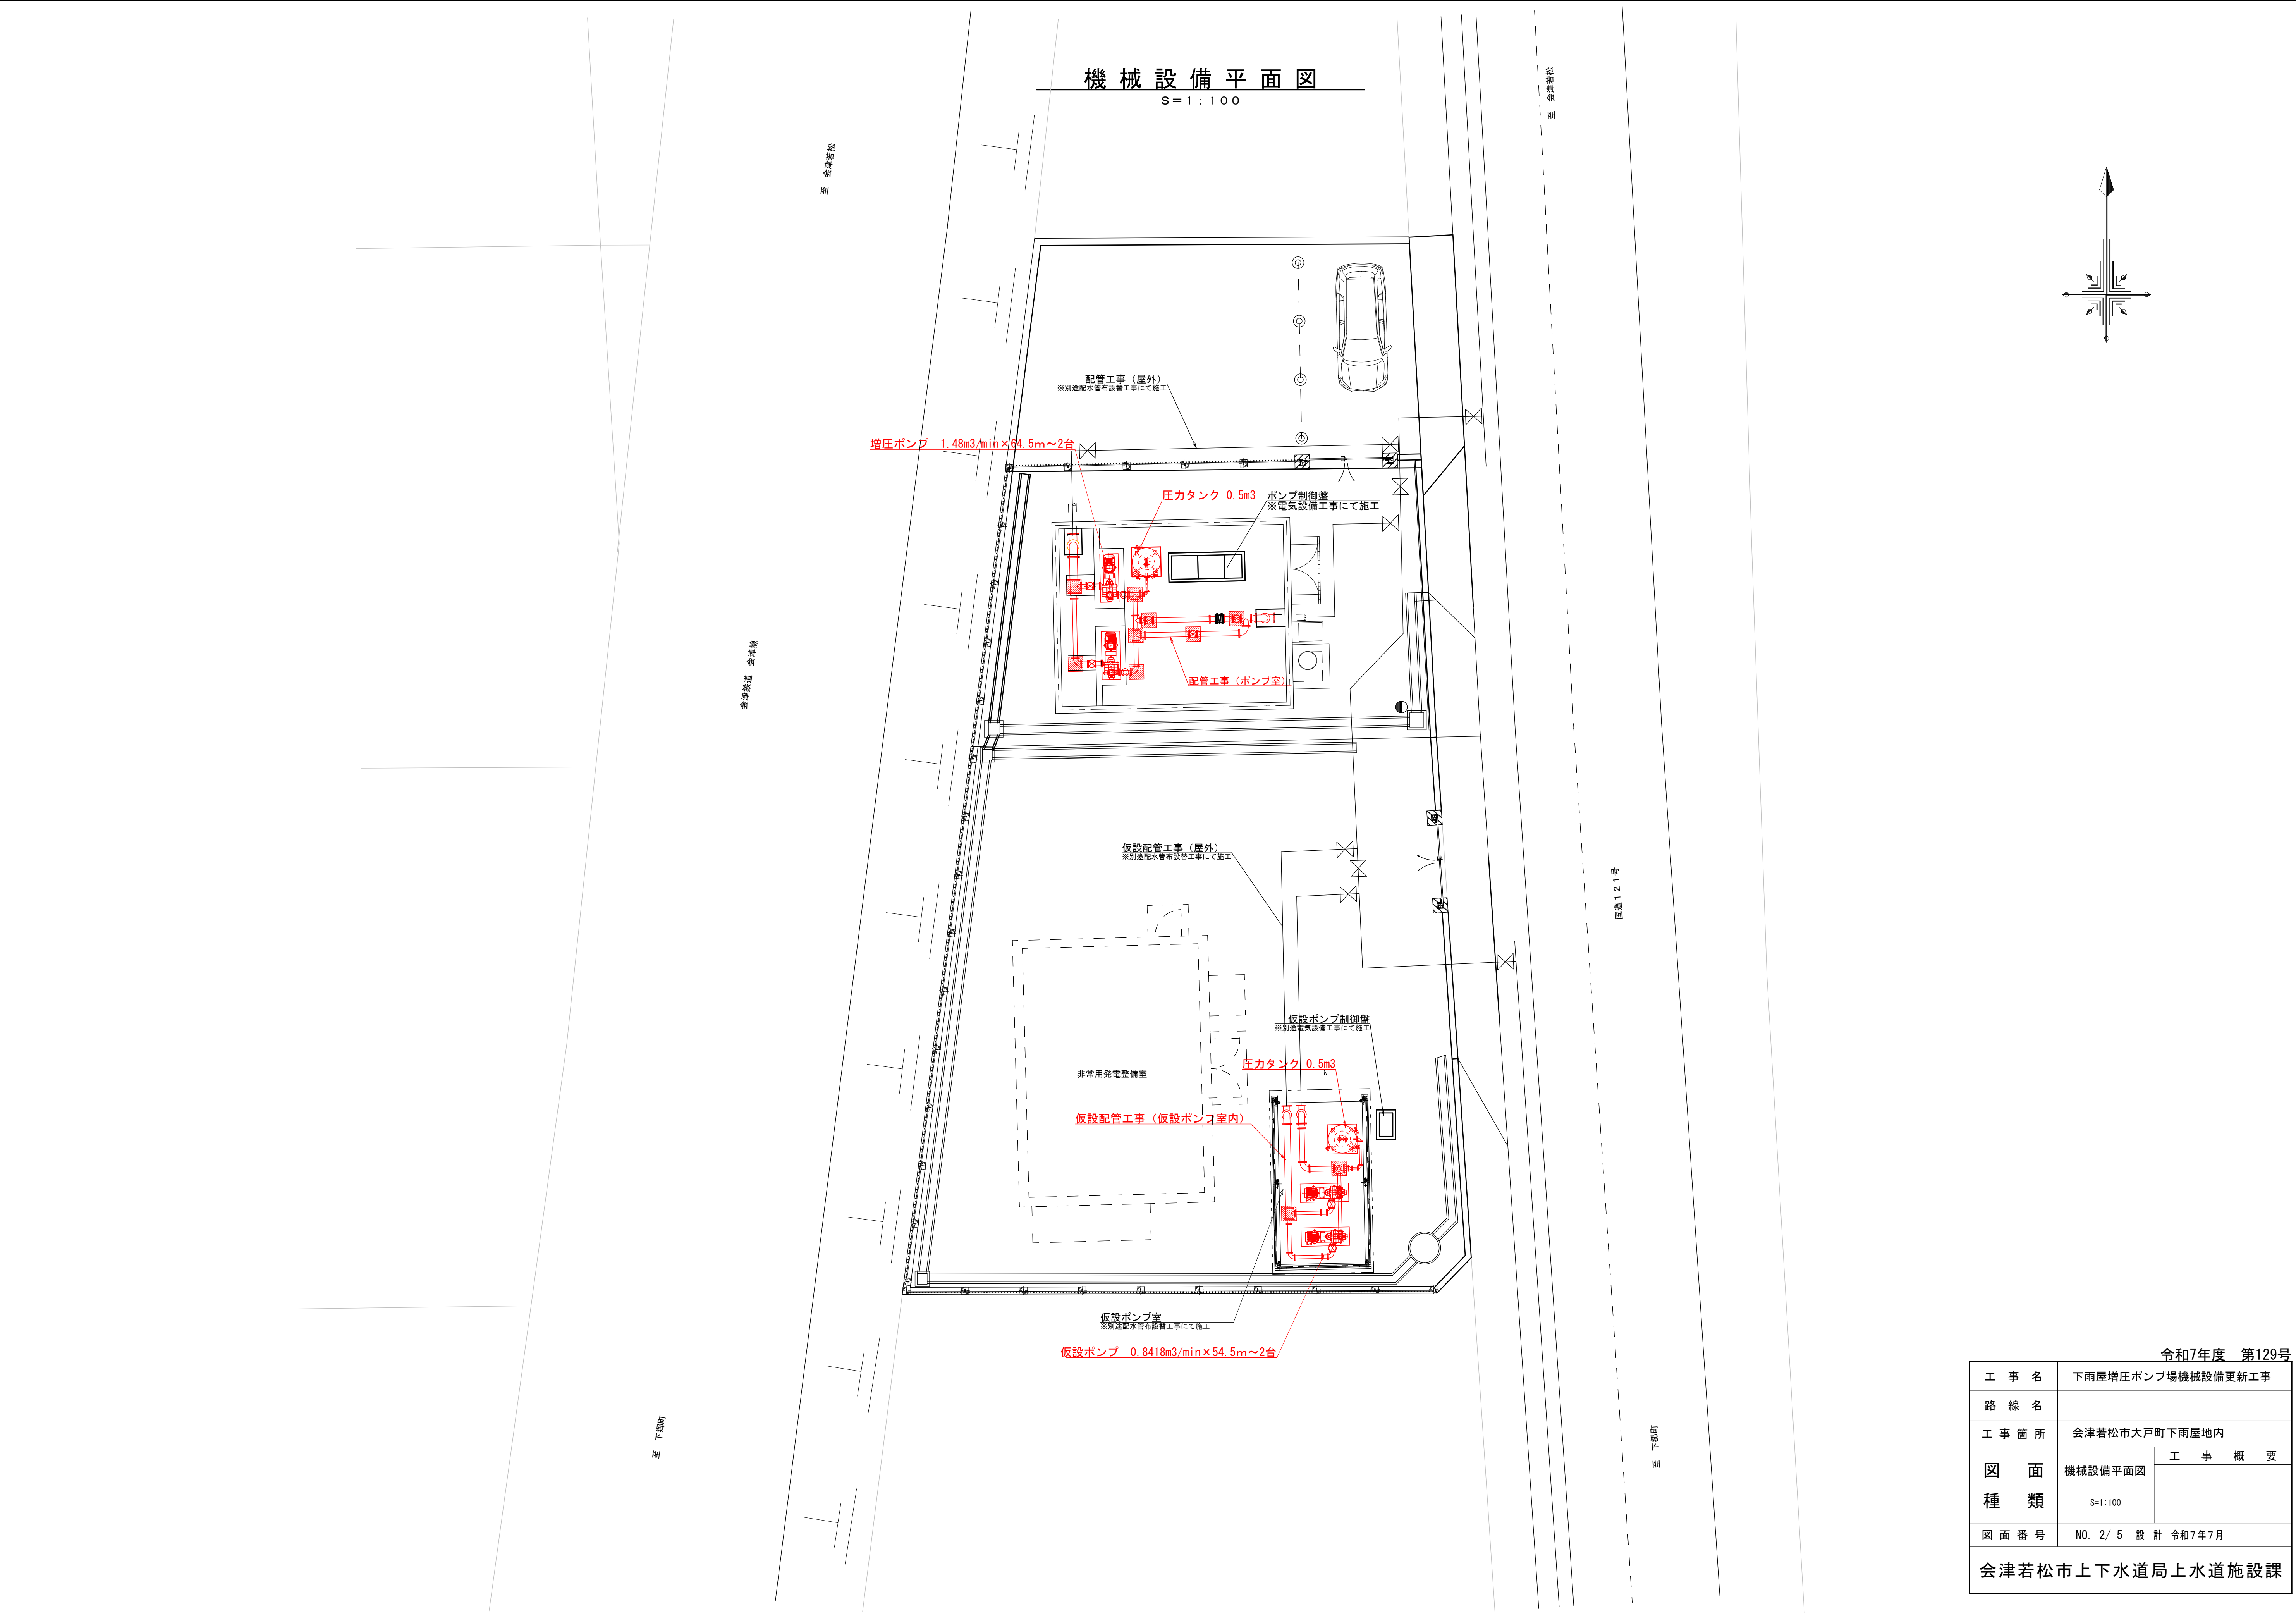 機械設備平面図
S=1:100
至　会津若松
至　会津若松
配管工事（屋外）
※別途配水管布設替工事にて施工
増圧ポンプ　1.48m3/min×64.5m～2台
圧力タンク 0.5m3
ポンプ制御盤
※電気設備工事にて施工
配管工事（ポンプ室）
会津鉄道　会津線
仮設配管工事（屋外）
※別途配水管布設替工事にて施工
国道１２１号
仮設ポンプ制御盤
※別途電気設備工事にて施工
圧力タンク 0.5m3
非常用発電整備室
仮設配管工事（仮設ポンプ室内）
仮設ポンプ室
※別途配水管布設替工事にて施工
仮設ポンプ　0.8418m3/min×54.5m～2台
至　下郷町
至　下郷町
令和7年度　第129号
工事名　下雨屋増圧ポンプ場機械設備更新工事
路線名
工事箇所　会津若松市大戸町下雨屋地内
図面種類　機械設備平面図　工事概要
S=1:100
図面番号　NO. 2/ 5　設計　令和７年７月
会津若松市上下水道局上水道施設課